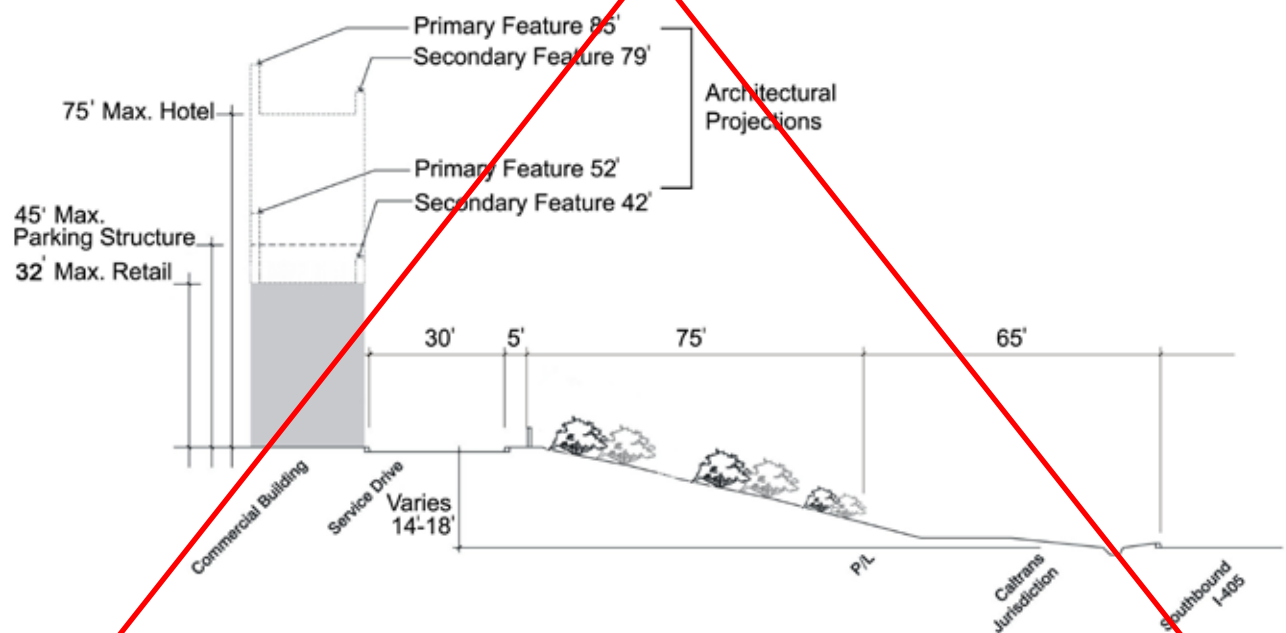 Primary Feature 85'
Secondary Feature 79'
Architectural
Projections
75' Max. Hotel
Primary Feature 52'
Secondary Feature 42'
45' Max.
Parking Structure
32' Max. Retail
30'
5'
75'
65'
Commercial Building
Service Drive
Varies
14'-18'
P/L
Caltrans
Jurisdiction
Southbound
I-405